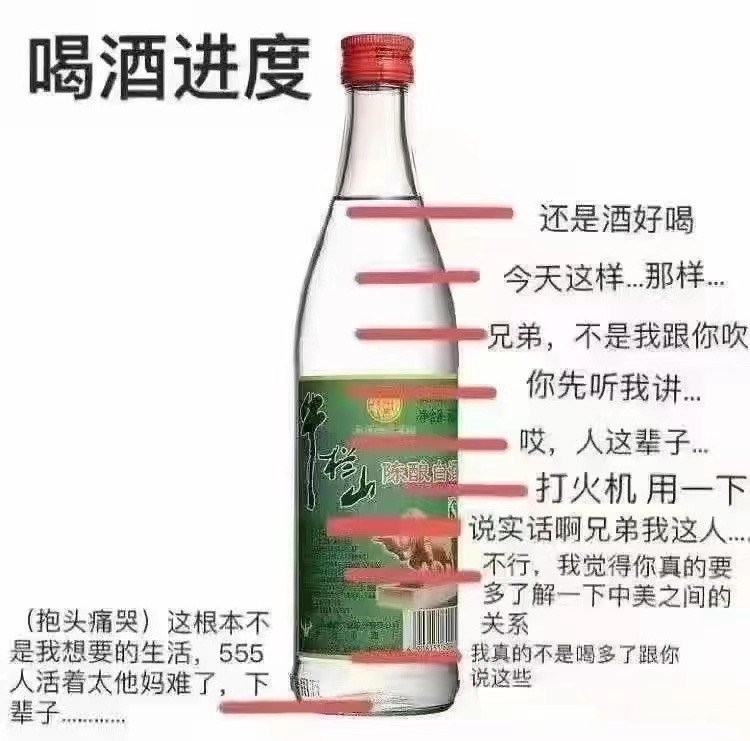 喝酒进度
还是酒好喝
今天这样...那样...
兄弟，不是我跟你吹
你先听我讲...
哎，人这辈子...
打火机 用一下
说实话啊兄弟我这人...
不行，我觉得你真的要
多了解一下中美之间的
关系
我真的不是喝多了跟你
说这些
（抱头痛哭）这根本不
是我想要的生活，555
人活着太他妈难了，下
辈子............
牛栏山
陈酿白酒
净含量